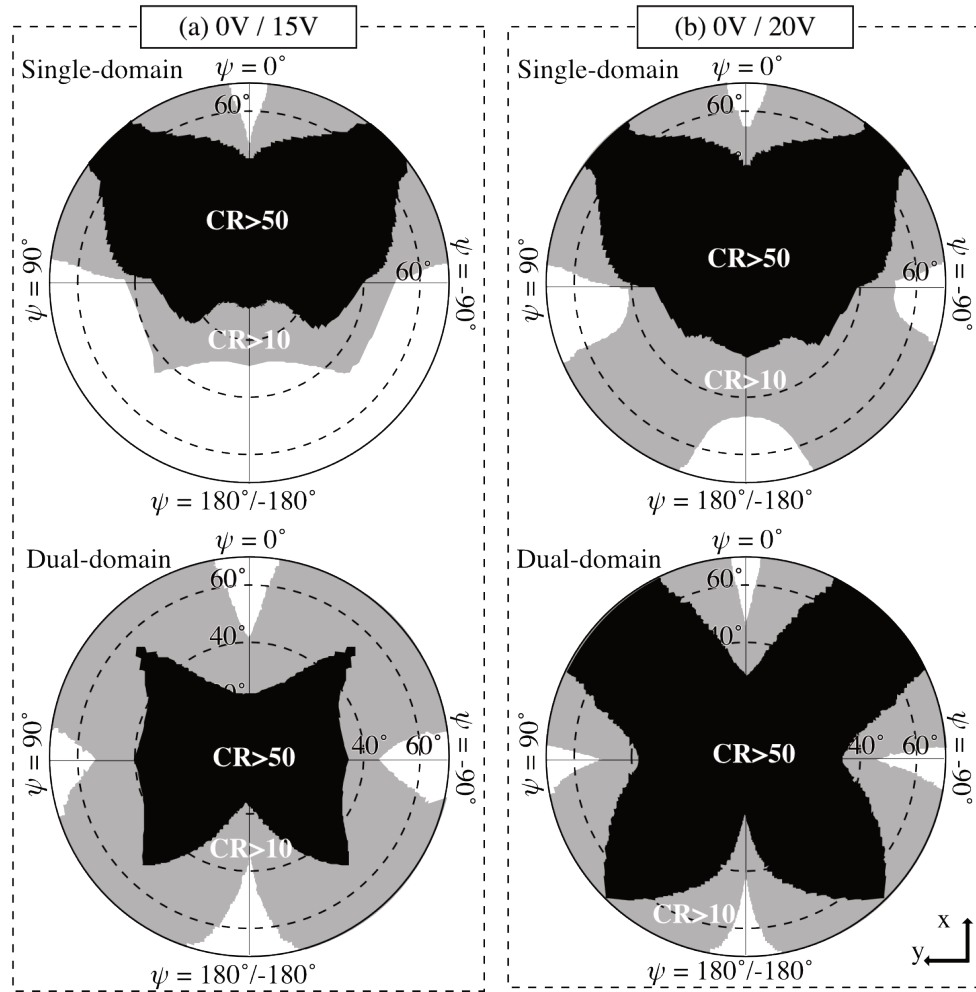 (a) 0V / 15V
Single-domain
ψ = 0˚
60˚
CR>50
ψ = 90˚
60˚
ψ = -90˚
CR>10
ψ = 180˚/-180˚
Dual-domain
ψ = 0˚
60˚
40˚
CR>50
ψ = 90˚
40˚ 60˚
ψ = -90˚
CR>10
ψ = 180˚/-180˚
(b) 0V / 20V
Single-domain
ψ = 0˚
60˚
CR>50
ψ = 90˚
60˚
ψ = -90˚
CR>10
ψ = 180˚/-180˚
Dual-domain
ψ = 0˚
60˚
40˚
CR>50
ψ = 90˚
40˚ 60˚
ψ = -90˚
CR>10
ψ = 180˚/-180˚
x
y